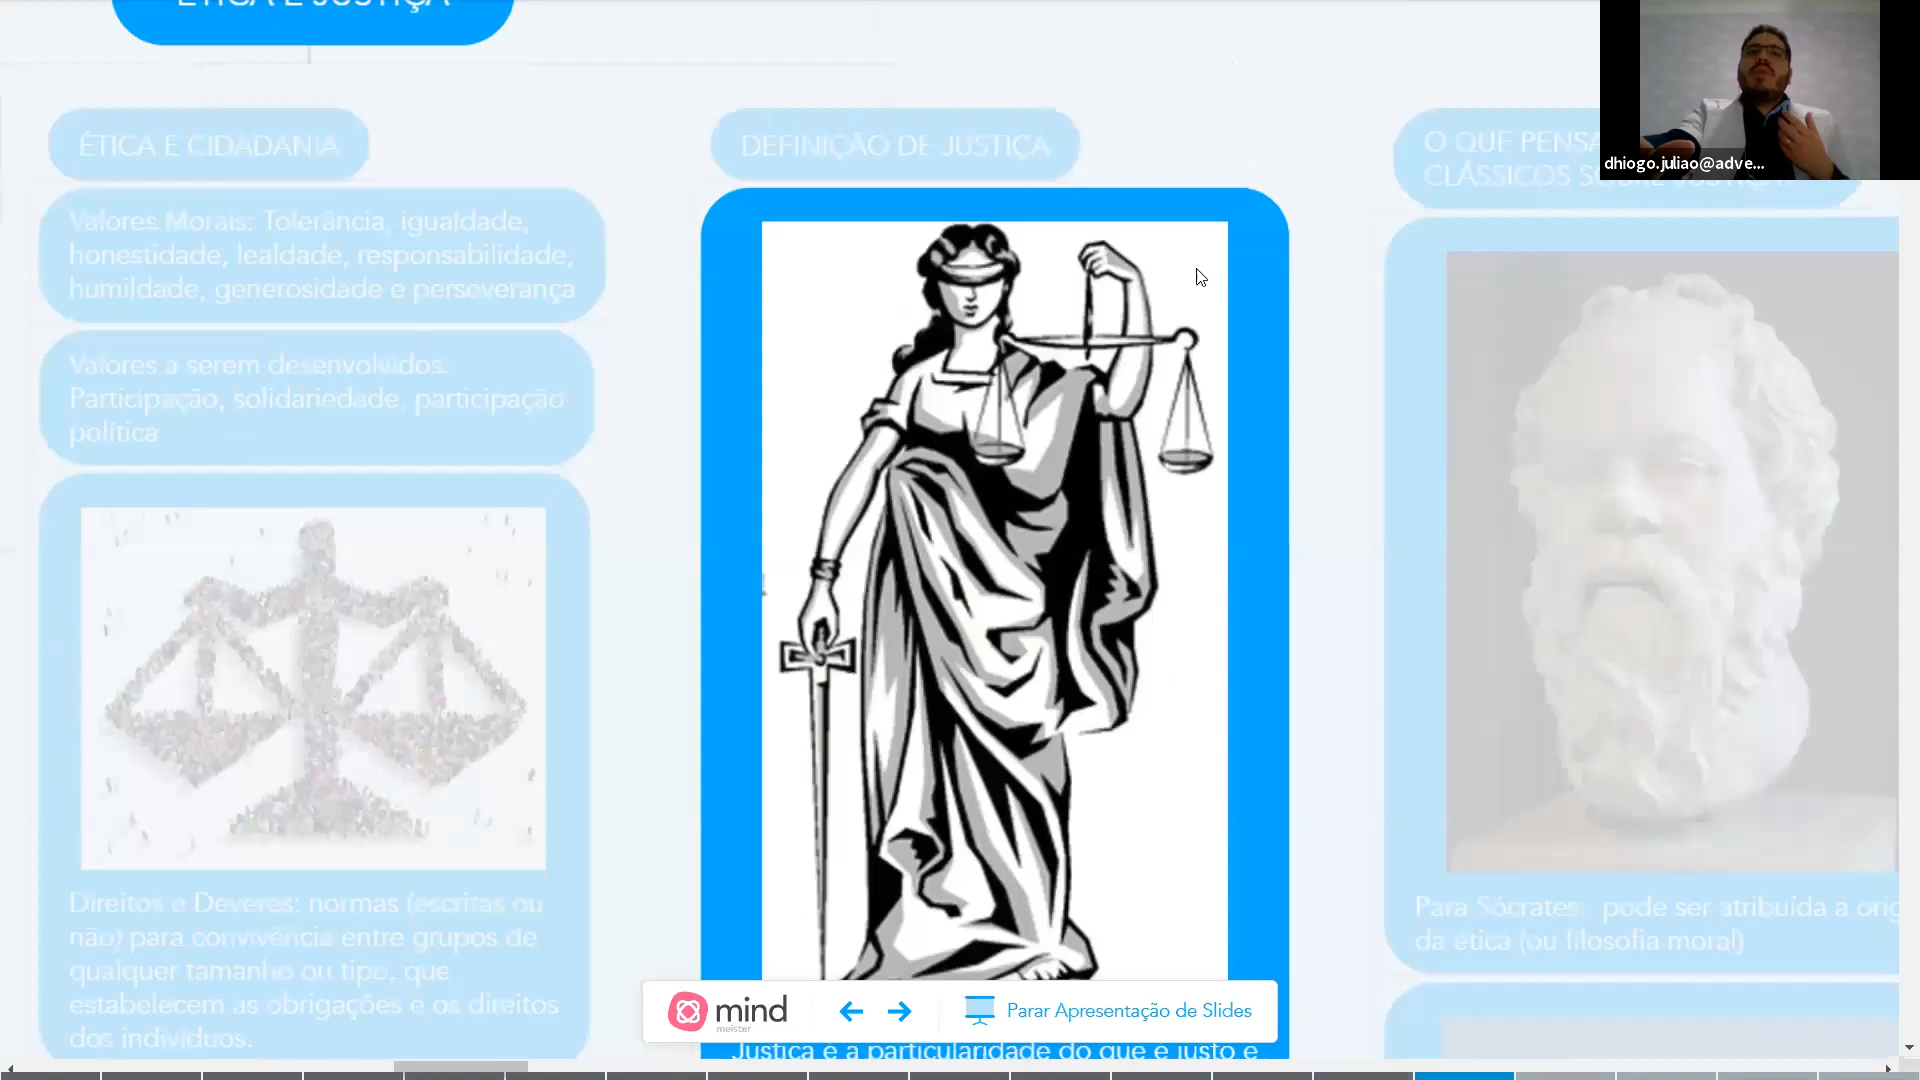 ÉTICA E JUSTIÇA
ÉTICA E CIDADANIA
Valores Morais: Tolerância, igualdade,
honestidade, lealdade, responsabilidade,
humildade, generosidade e perseverança
Valores a serem desenvolvidos:
Participação, solidariedade, participação
política
Direitos e Deveres: normas (escritas ou
não) para convivência entre grupos de
qualquer tamanho ou tipo, que
estabelecem as obrigações e os direitos
dos indivíduos.
DEFINIÇÃO DE JUSTIÇA
Justiça é a particularidade do que é justo e
O QUE
CLÁSSICOS
Para Sócrates: pode ser atribuída a
da ética (ou filosofia moral)
dhiogo.juliao@adve...
mind
meister
Parar Apresentação de Slides